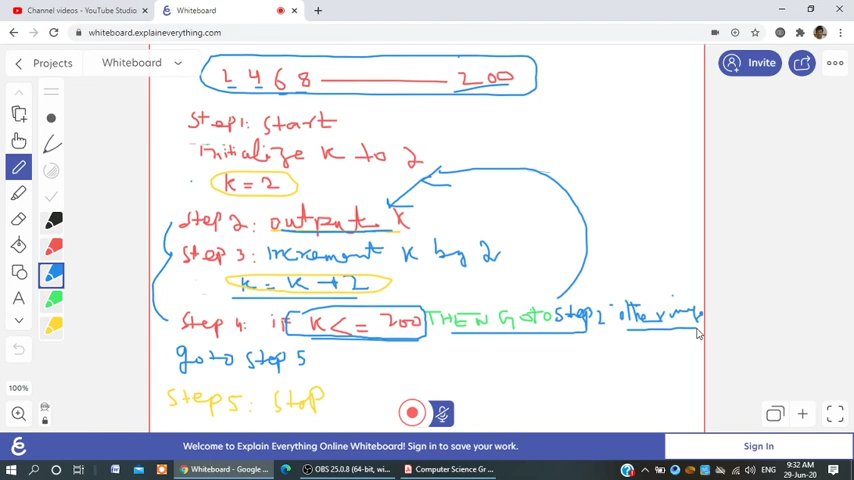 Channel videos - YouTube Studio
Whiteboard
whiteboard.explaineverything.com
Projects
Whiteboard
Invite
2 4 6 8 200
Step1: Start
Initialize K to 2
K = 2
Step 2: output K
Step 3: increment K by 2
K = K + 2
Step 4: if K <= 200 THEN Goto Step 2 otherwise
goto step 5
Step 5: Stop
100%
Welcome to Explain Everything Online Whiteboard! Sign in to save your work.
Sign In
Whiteboard - Google ...
OBS 25.0.8 (64-bit, wi...
Computer Science Gr ...
ENG
9:32 AM
29-Jun-20